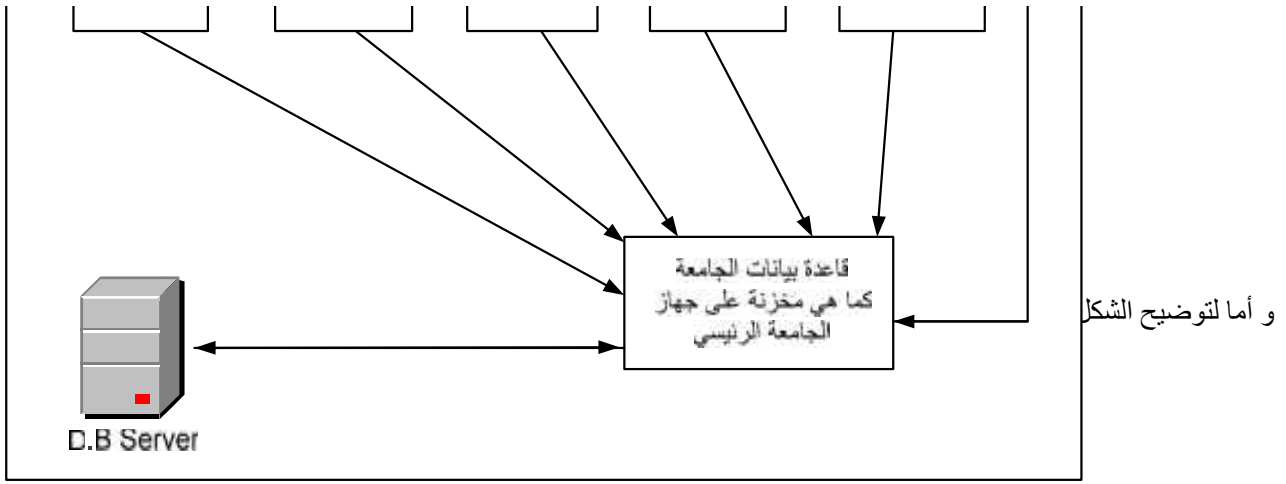 قاعدة بيانات الجامعة
كما هي مخزنة على جهاز
الجامعة الرئيسي
و أما لتوضيح الشكل
D.B Server